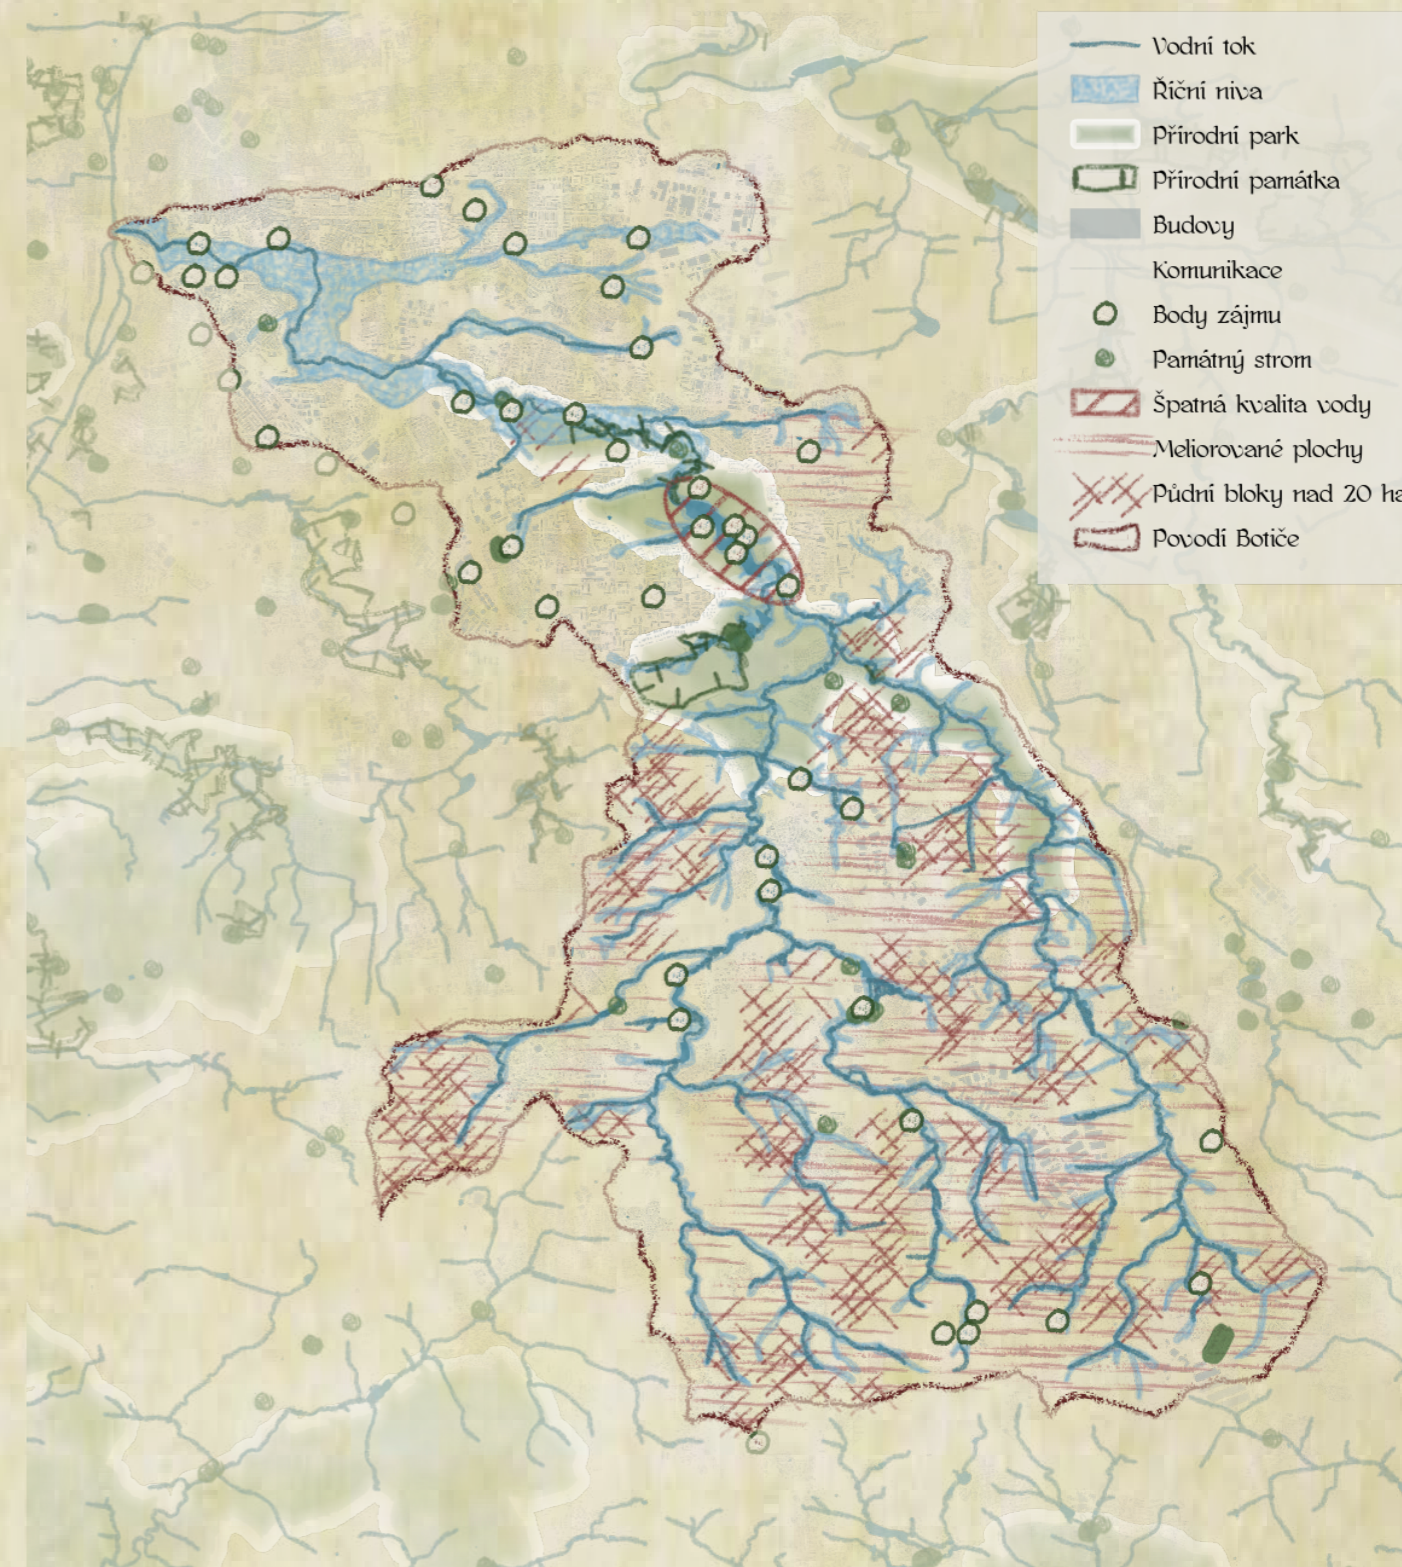 Vodní tok
Říční niva
Přírodní park
Přírodní památka
Budovy
Komunikace
Body zájmu
Památný strom
Špatná kvalita vody
Meliorované plochy
Půdní bloky nad 20 ha
Povodí Botiče